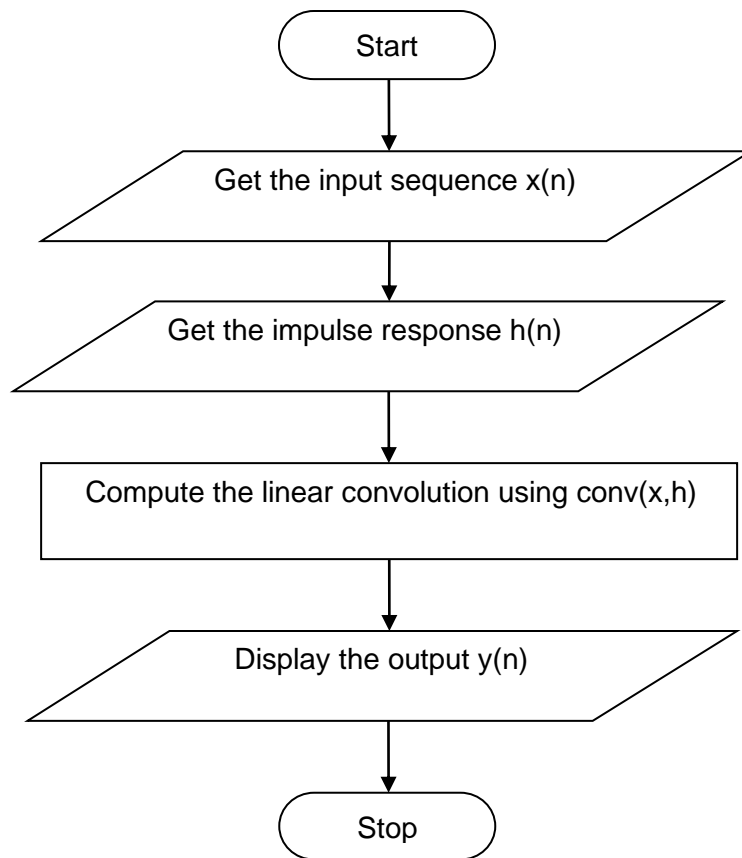 Start
Get the input sequence x(n)
Get the impulse response h(n)
Compute the linear convolution using conv(x,h)
Display the output y(n)
Stop